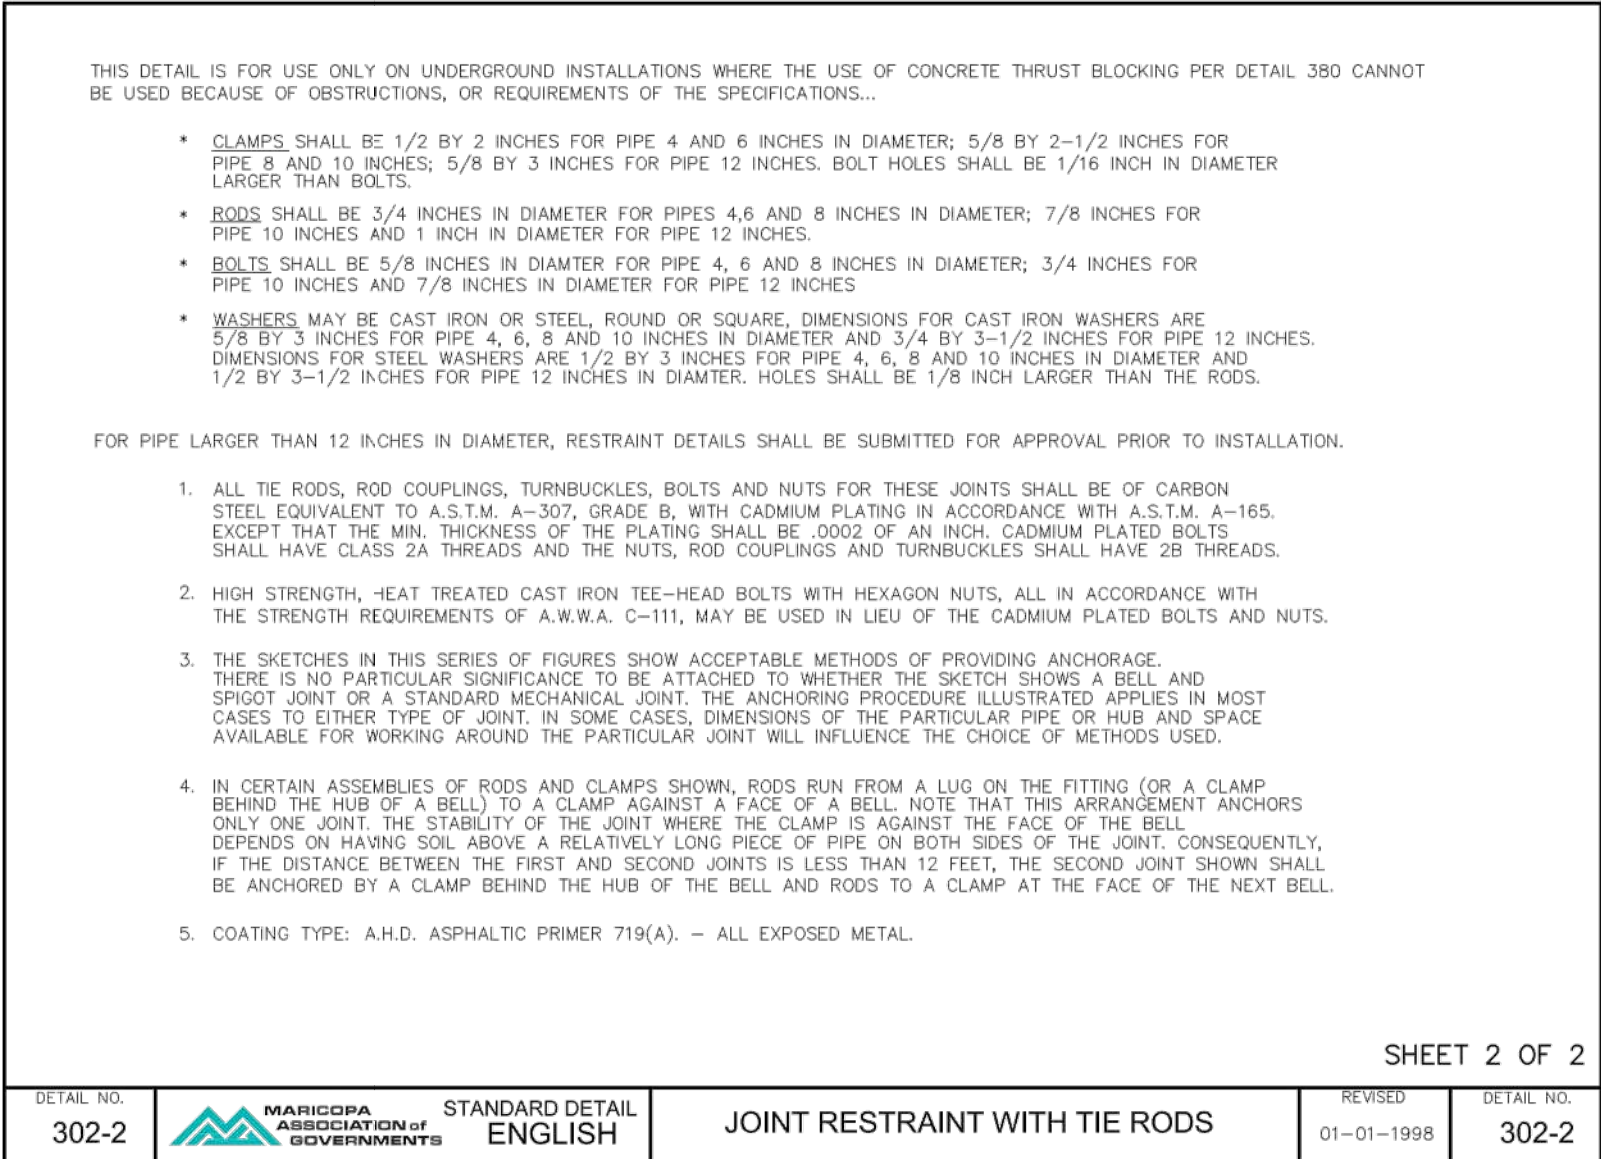 THIS DETAIL IS FOR USE ONLY ON UNDERGROUND INSTALLATIONS WHERE THE USE OF CONCRETE THRUST BLOCKING PER DETAIL 380 CANNOT
BE USED BECAUSE OF OBSTRUCTIONS, OR REQUIREMENTS OF THE SPECIFICATIONS...
* CLAMPS SHALL BE 1/2 BY 2 INCHES FOR PIPE 4 AND 6 INCHES IN DIAMETER; 5/8 BY 2-1/2 INCHES FOR
PIPE 8 AND 10 INCHES; 5/8 BY 3 INCHES FOR PIPE 12 INCHES. BOLT HOLES SHALL BE 1/16 INCH IN DIAMETER
LARGER THAN BOLTS.
* RODS SHALL BE 3/4 INCHES IN DIAMETER FOR PIPES 4,6 AND 8 INCHES IN DIAMETER; 7/8 INCHES FOR
PIPE 10 INCHES AND 1 INCH IN DIAMETER FOR PIPE 12 INCHES.
* BOLTS SHALL BE 5/8 INCHES IN DIAMTER FOR PIPE 4, 6 AND 8 INCHES IN DIAMETER; 3/4 INCHES FOR
PIPE 10 INCHES AND 7/8 INCHES IN DIAMETER FOR PIPE 12 INCHES
* WASHERS MAY BE CAST IRON OR STEEL, ROUND OR SQUARE, DIMENSIONS FOR CAST IRON WASHERS ARE
5/8 BY 3 INCHES FOR PIPE 4, 6, 8 AND 10 INCHES IN DIAMETER AND 3/4 BY 3-1/2 INCHES FOR PIPE 12 INCHES.
DIMENSIONS FOR STEEL WASHERS ARE 1/2 BY 3 INCHES FOR PIPE 4, 6, 8 AND 10 INCHES IN DIAMETER AND
1/2 BY 3-1/2 INCHES FOR PIPE 12 INCHES IN DIAMTER. HOLES SHALL BE 1/8 INCH LARGER THAN THE RODS.
FOR PIPE LARGER THAN 12 INCHES IN DIAMETER, RESTRAINT DETAILS SHALL BE SUBMITTED FOR APPROVAL PRIOR TO INSTALLATION.
1. ALL TIE RODS, ROD COUPLINGS, TURNBUCKLES, BOLTS AND NUTS FOR THESE JOINTS SHALL BE OF CARBON
STEEL EQUIVALENT TO A.S.T.M. A-307, GRADE B, WITH CADMIUM PLATING IN ACCORDANCE WITH A.S.T.M. A-165.
EXCEPT THAT THE MIN. THICKNESS OF THE PLATING SHALL BE .0002 OF AN INCH. CADMIUM PLATED BOLTS
SHALL HAVE CLASS 2A THREADS AND THE NUTS, ROD COUPLINGS AND TURNBUCKLES SHALL HAVE 2B THREADS.
2. HIGH STRENGTH, HEAT TREATED CAST IRON TEE-HEAD BOLTS WITH HEXAGON NUTS, ALL IN ACCORDANCE WITH
THE STRENGTH REQUIREMENTS OF A.W.W.A. C-111, MAY BE USED IN LIEU OF THE CADMIUM PLATED BOLTS AND NUTS.
3. THE SKETCHES IN THIS SERIES OF FIGURES SHOW ACCEPTABLE METHODS OF PROVIDING ANCHORAGE.
THERE IS NO PARTICULAR SIGNIFICANCE TO BE ATTACHED TO WHETHER THE SKETCH SHOWS A BELL AND
SPIGOT JOINT OR A STANDARD MECHANICAL JOINT. THE ANCHORING PROCEDURE ILLUSTRATED APPLIES IN MOST
CASES TO EITHER TYPE OF JOINT. IN SOME CASES, DIMENSIONS OF THE PARTICULAR PIPE OR HUB AND SPACE
AVAILABLE FOR WORKING AROUND THE PARTICULAR JOINT WILL INFLUENCE THE CHOICE OF METHODS USED.
4. IN CERTAIN ASSEMBLIES OF RODS AND CLAMPS SHOWN, RODS RUN FROM A LUG ON THE FITTING (OR A CLAMP
BEHIND THE HUB OF A BELL) TO A CLAMP AGAINST A FACE OF A BELL. NOTE THAT THIS ARRANGEMENT ANCHORS
ONLY ONE JOINT. THE STABILITY OF THE JOINT WHERE THE CLAMP IS AGAINST THE FACE OF THE BELL
DEPENDS ON HAVING SOIL ABOVE A RELATIVELY LONG PIECE OF PIPE ON BOTH SIDES OF THE JOINT. CONSEQUENTLY,
IF THE DISTANCE BETWEEN THE FIRST AND SECOND JOINTS IS LESS THAN 12 FEET, THE SECOND JOINT SHOWN SHALL
BE ANCHORED BY A CLAMP BEHIND THE HUB OF THE BELL AND RODS TO A CLAMP AT THE FACE OF THE NEXT BELL.
5. COATING TYPE: A.H.D. ASPHALTIC PRIMER 719(A). - ALL EXPOSED METAL.
SHEET 2 OF 2
DETAIL NO.
302-2
MARICOPA
ASSOCIATION of
GOVERNMENTS
STANDARD DETAIL
ENGLISH
JOINT RESTRAINT WITH TIE RODS
REVISED
01-01-1998
DETAIL NO.
302-2